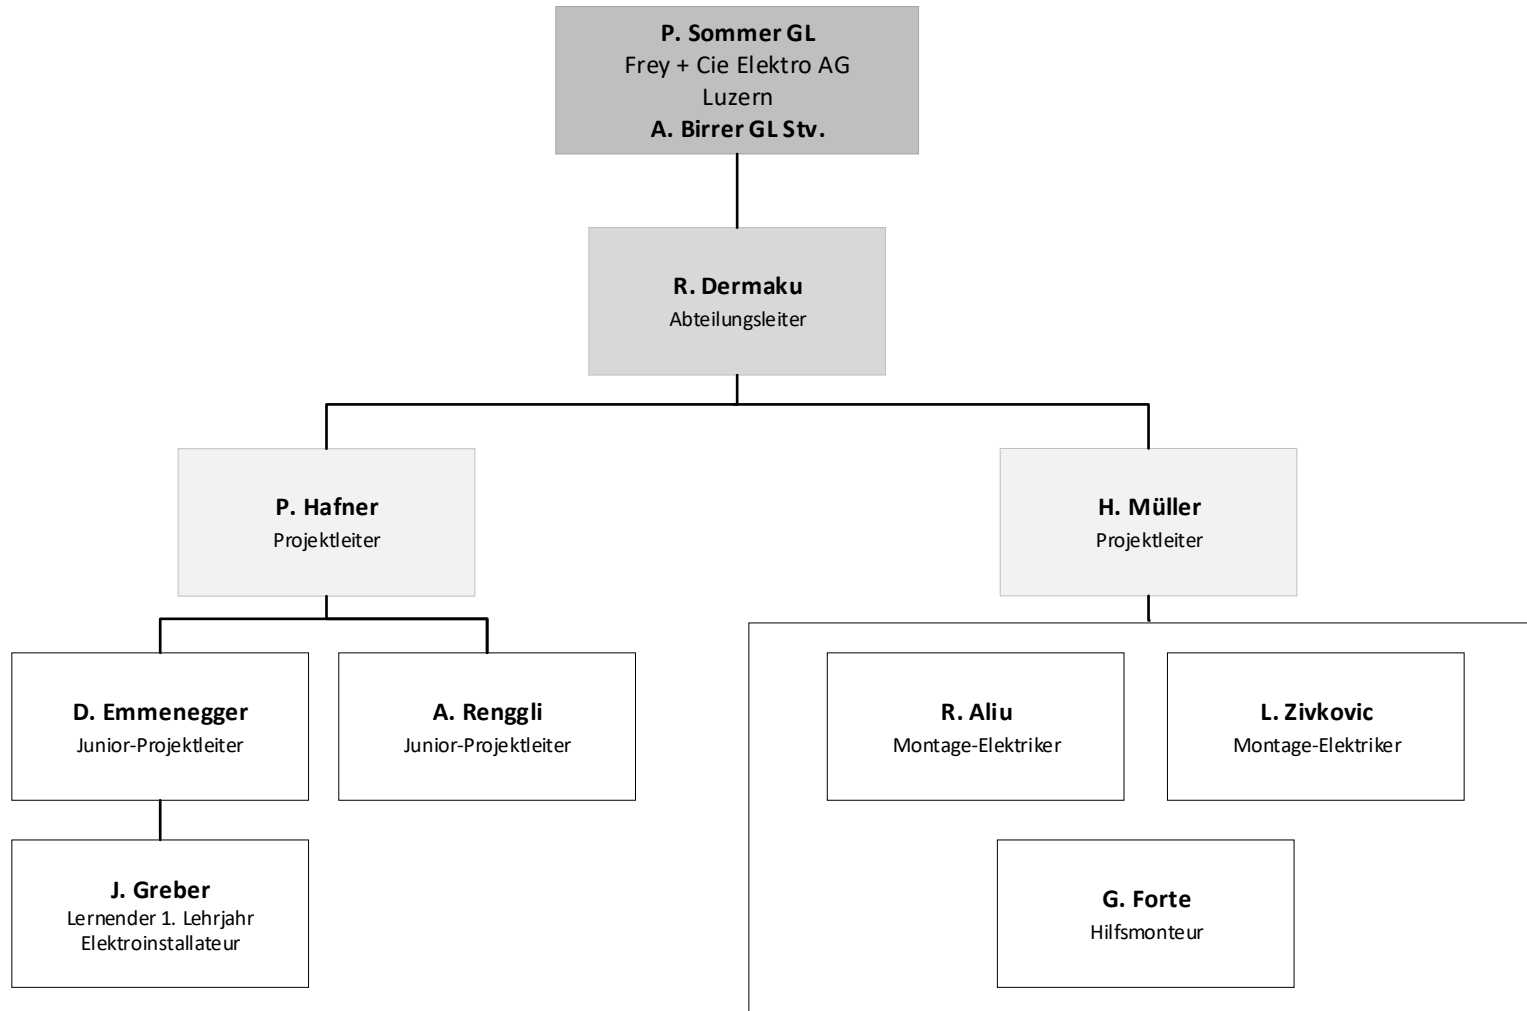 P. Sommer GL
Frey + Cie Elektro AG
Luzern
A. Birrer GL Stv.
R. Dermaku
Abteilungsleiter
P. Hafner
Projektleiter
H. Müller
Projektleiter
D. Emmenegger
Junior-Projektleiter
A. Renggli
Junior-Projektleiter
R. Aliu
Montage-Elektriker
L. Zivkovic
Montage-Elektriker
J. Greber
Lernender 1. Lehrjahr
Elektroinstallateur
G. Forte
Hilfsmonteur